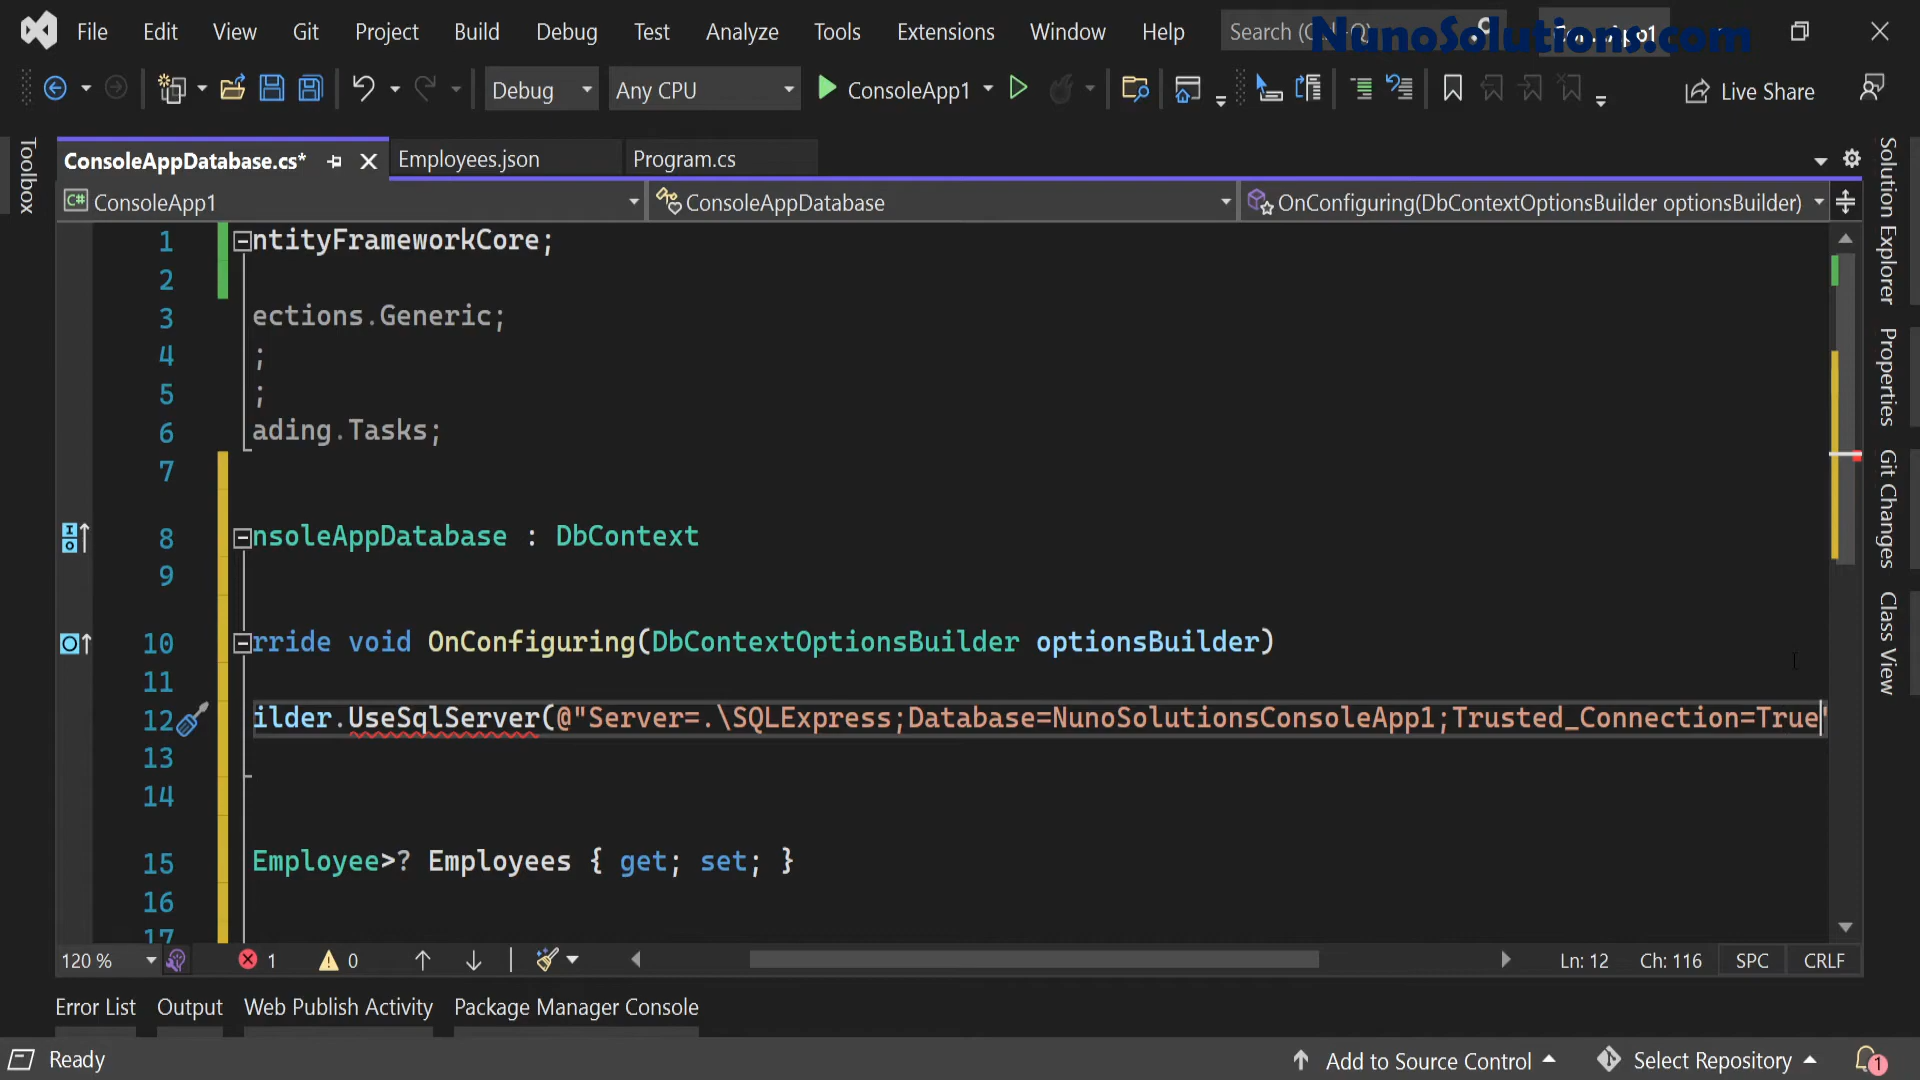 File Edit View Git Project Build Debug Test Analyze Tools Extensions Window Help Search (Ctrl+Q)
NunoSolutions.com
Debug Any CPU ConsoleApp1 Live Share
Toolbox
ConsoleAppDatabase.cs* Employees.json Program.cs
C# ConsoleApp1 ConsoleAppDatabase OnConfiguring(DbContextOptionsBuilder optionsBuilder)
1 ntityFrameworkCore;
2
3 ections.Generic;
4 ;
5 ;
6 ading.Tasks;
7
8 nsoleAppDatabase : DbContext
9
10 rride void OnConfiguring(DbContextOptionsBuilder optionsBuilder)
11
12 ilder.UseSqlServer(@"Server=.\SQLExpress;Database=NunoSolutionsConsoleApp1;Trusted_Connection=True"
13
14
15 Employee>? Employees { get; set; }
16
17
Solution Explorer
Properties
Git Changes
Class View
120 % 1 0 Ln: 12 Ch: 116 SPC CRLF
Error List Output Web Publish Activity Package Manager Console
Ready Add to Source Control Select Repository 1